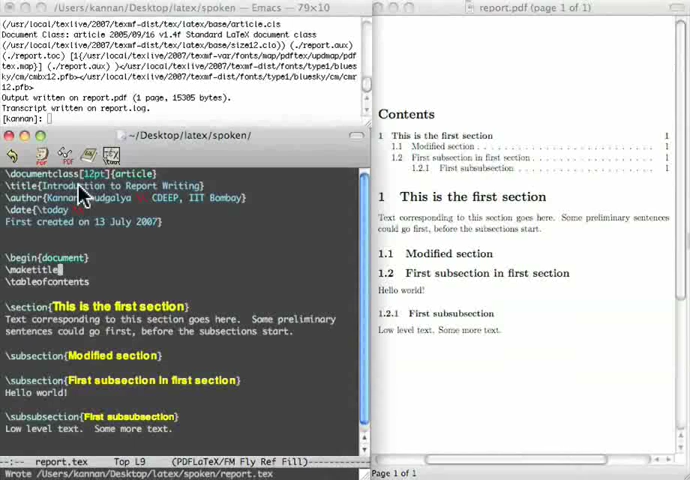 /Users/kannan/Desktop/latex/spoken — Emacs — 79×10
(/usr/local/texlive/2007/texmf-dist/tex/latex/base/article.cls
Document Class: article 2005/09/16 v1.4f Standard LaTeX document class
(/usr/local/texlive/2007/texmf-dist/tex/latex/base/size12.clo)) (./report.aux)
(./report.toc) [1{/usr/local/texlive/2007/texmf-var/fonts/map/pdftex/updmap/pdf
tex.map}] (./report.aux) )</usr/local/texlive/2007/texmf-dist/fonts/type1/blues
ky/cm/cmbx12.pfb></usr/local/texlive/2007/texmf-dist/fonts/type1/bluesky/cm/cmr
12.pfb>
Output written on report.pdf (1 page, 15305 bytes).
Transcript written on report.log.
[kannan]:
~/Desktop/latex/spoken/
\documentclass[12pt]{article}
\title{Introduction to Report Writing}
\author{Kannan Moudgalya \\ CDEEP, IIT Bombay}
\date{\today \\
First created on 13 July 2007}
\begin{document}
\maketitle
\tableofcontents
\section{This is the first section}
Text corresponding to this section goes here.  Some preliminary
sentences could go first, before the subsections start.
\subsection{Modified section}
\subsection{First subsection in first section}
Hello world!
\subsubsection{First subsubsection}
Low level text.  Some more text.
-:--  report.tex     Top L9     (PDFLaTeX/FM Fly Ref Fill)
Wrote /Users/kannan/Desktop/latex/spoken/report.tex
report.pdf (page 1 of 1)
Contents
1 This is the first section 1
1.1 Modified section 1
1.2 First subsection in first section 1
1.2.1 First subsubsection 1
1 This is the first section
Text corresponding to this section goes here. Some preliminary sentences
could go first, before the subsections start.
1.1 Modified section
1.2 First subsection in first section
Hello world!
1.2.1 First subsubsection
Low level text. Some more text.
Page 1 of 1